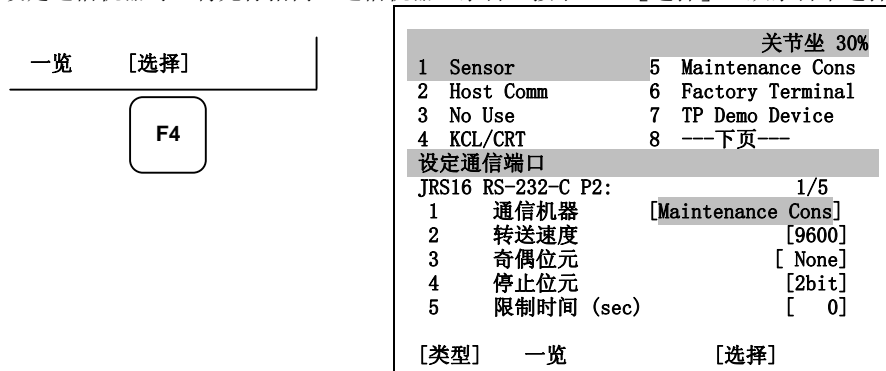 一览 [选择]
F4
关节坐 30%
1 Sensor 5 Maintenance Cons
2 Host Comm 6 Factory Terminal
3 No Use 7 TP Demo Device
4 KCL/CRT 8 ---下页---
设定通信端口
JRS16 RS-232-C P2: 1/5
1 通信机器 [Maintenance Cons]
2 转送速度 [9600]
3 奇偶位元 [ None]
4 停止位元 [2bit]
5 限制时间 (sec) [ 0]
[类型] 一览 [选择]